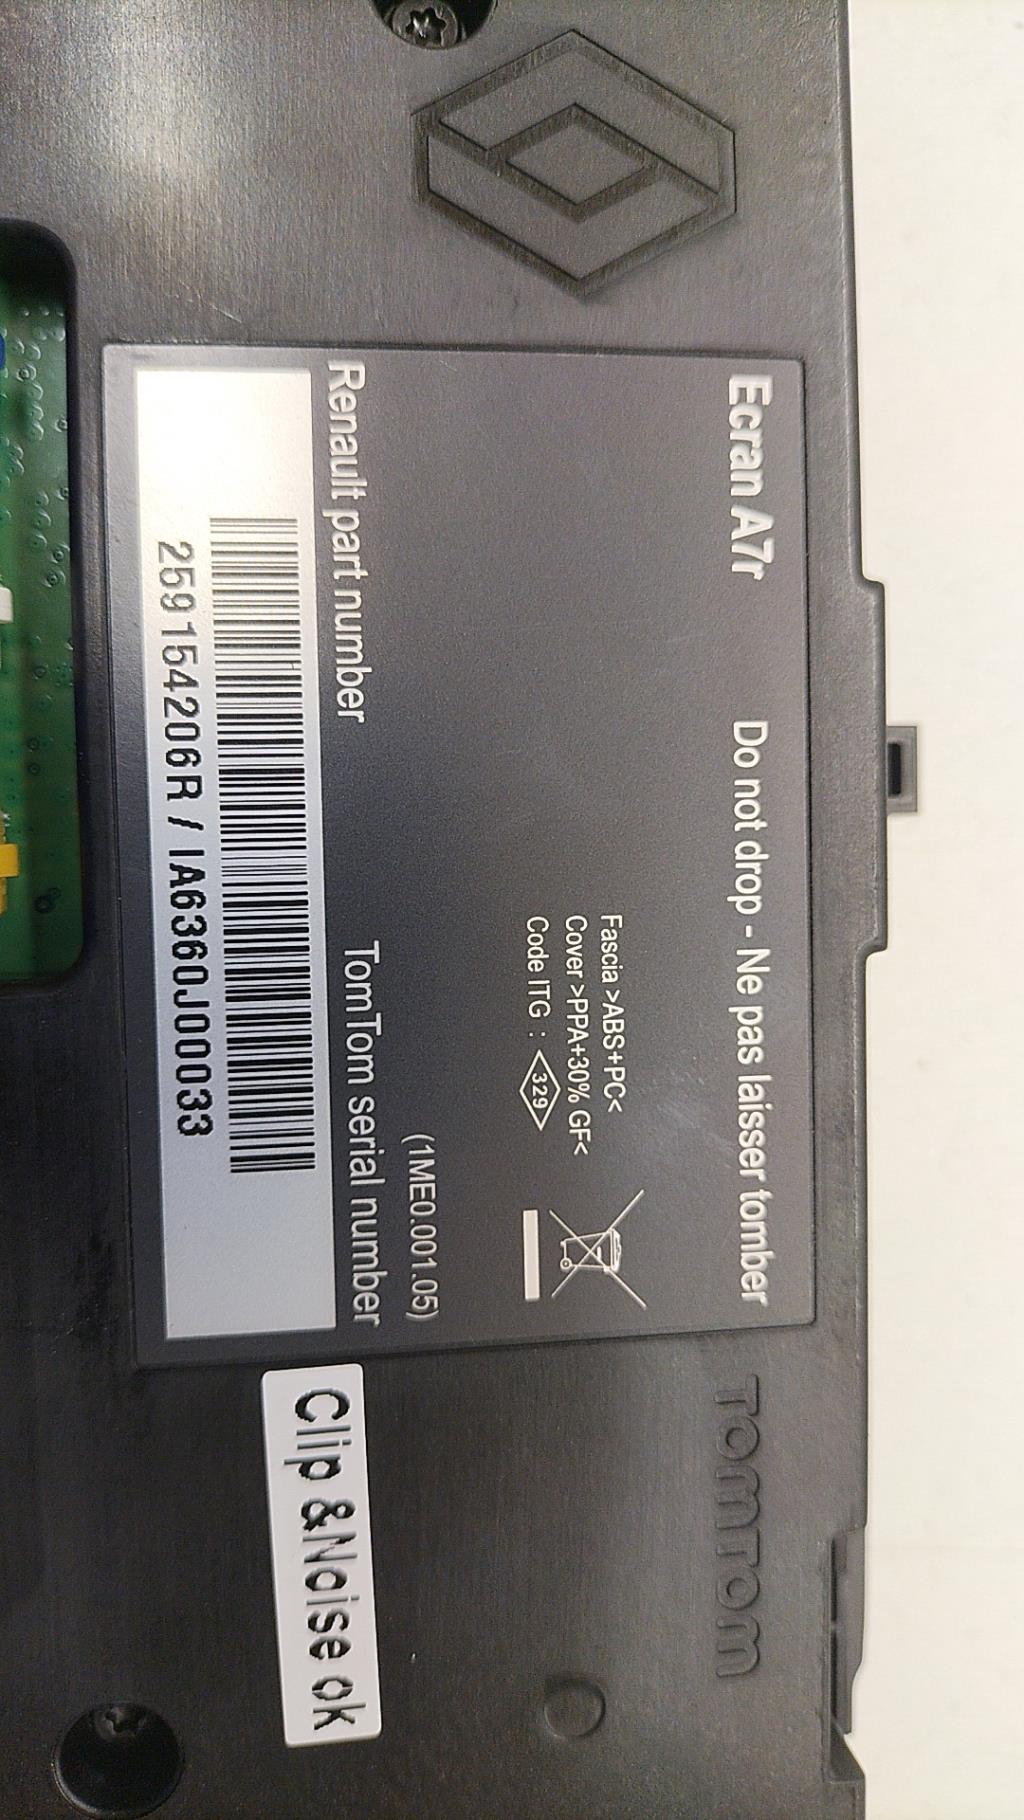 Ecran A7r
Do not drop - Ne pas laisser tomber
Fascia >ABS+PC<
Cover >PPA+30% GF<
Code ITG : 329
(1ME0.001.05)
Renault part number
TomTom serial number
259154206R / IA6360J00033
TOMTOM
Clip &Noise ok